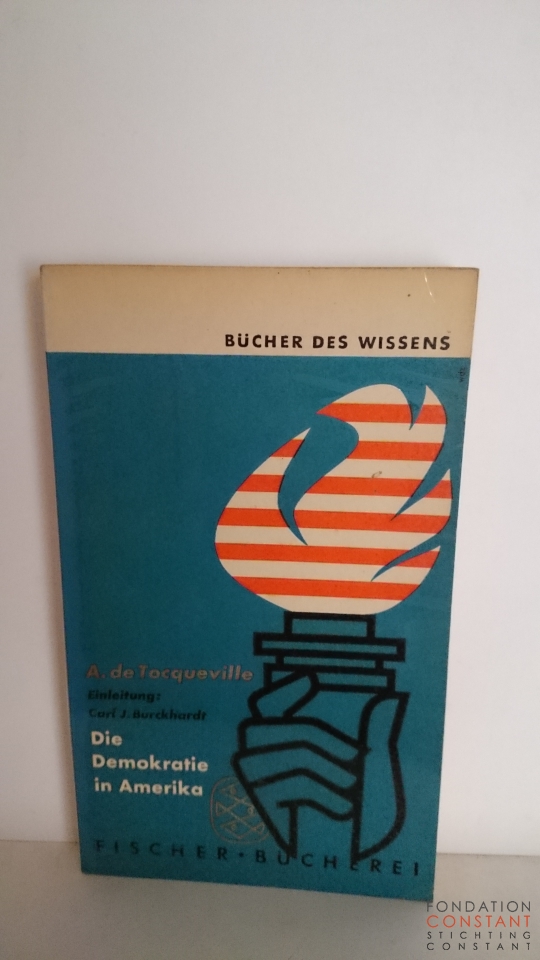 BÜCHER DES WISSENS
A. de Tocqueville
Einleitung:
Carl J. Burckhardt
Die
Demokratie
in Amerika
FISCHER • BÜCHEREI
FONDATION
CONSTANT
STICHTING
CONSTANT